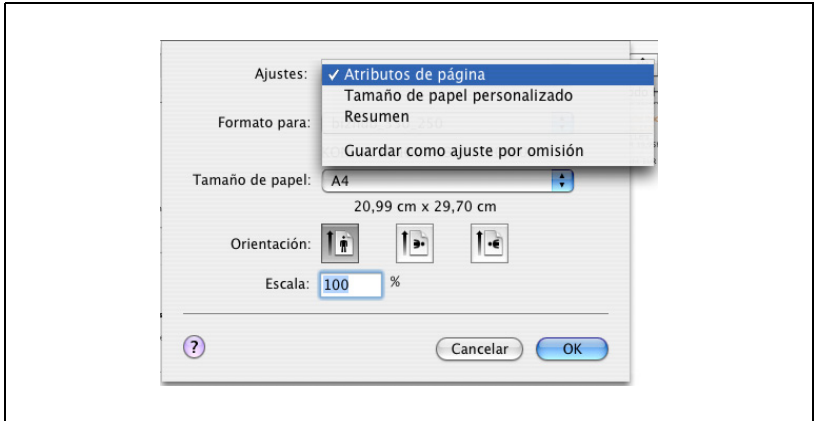 Ajustes: ✓ Atributos de página
Tamaño de papel personalizado
Resumen
Guardar como ajuste por omisión
Formato para:
Tamaño de papel: A4
20,99 cm x 29,70 cm
Orientación:
Escala: 100 %
? Cancelar OK